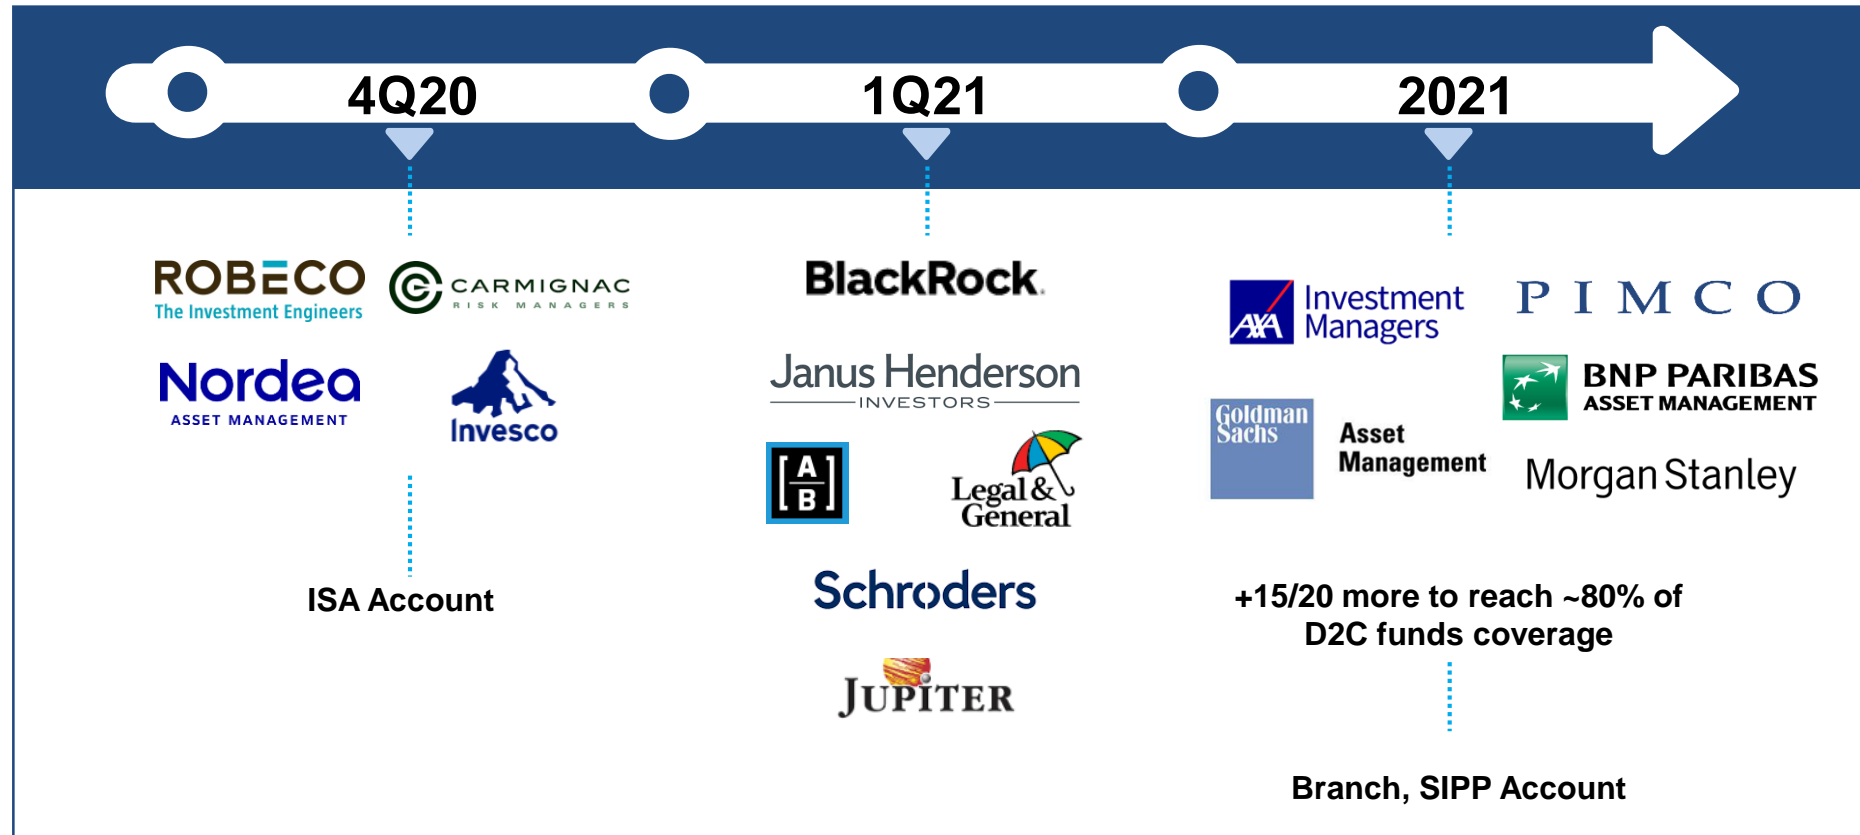 4Q20
1Q21
2021
ROBECO
The Investment Engineers
CARMIGNAC
RISK MANAGERS
Nordea
ASSET MANAGEMENT
Invesco
ISA Account
BlackRock.
Janus Henderson
INVESTORS
[A
B]
Legal &
General
Schroders
JUPITER
AXA
Investment
Managers
PIMCO
BNP PARIBAS
ASSET MANAGEMENT
Goldman
Sachs
Asset
Management
Morgan Stanley
+15/20 more to reach ~80% of
D2C funds coverage
Branch, SIPP Account